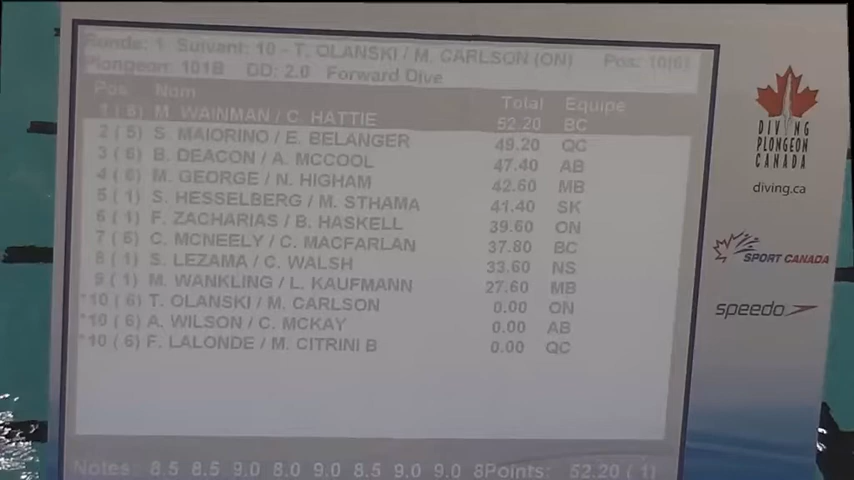 Ronde: 1 Suivant: 10 - T. OLANSKI / M. CARLSON (ON) Pos: 10(6)
Plongeon: 101B DD: 2.0 Forward Dive
Pos. Nom Total Equipe
1 (6) M. WAINMAN / C. HATTIE 52.20 BC
2 (5) S. MAIORINO / E. BELANGER 49.20 QC
3 (6) B. DEACON / A. MCCOOL 47.40 AB
4 (6) M. GEORGE / N. HIGHAM 42.60 MB
5 (1) S. HESSELBERG / M. STHAMA 41.40 SK
6 (1) F. ZACHARIAS / B. HASKELL 39.60 ON
7 (5) C. MCNEELY / C. MACFARLAN 37.80 BC
8 (1) S. LEZAMA / C. WALSH 33.60 NS
9 (1) M. WANKLING / L. KAUFMANN 27.60 MB
*10 (6) T. OLANSKI / M. CARLSON 0.00 ON
*10 (6) A. WILSON / C. MCKAY 0.00 AB
*10 (6) F. LALONDE / M. CITRINI B 0.00 QC
Notes: 8.5 8.5 9.0 8.0 9.0 8.5 9.0 9.0 8Points: 52.20 (1)
DIVING
PLONGEON
CANADA
diving.ca
SPORT CANADA
speedo